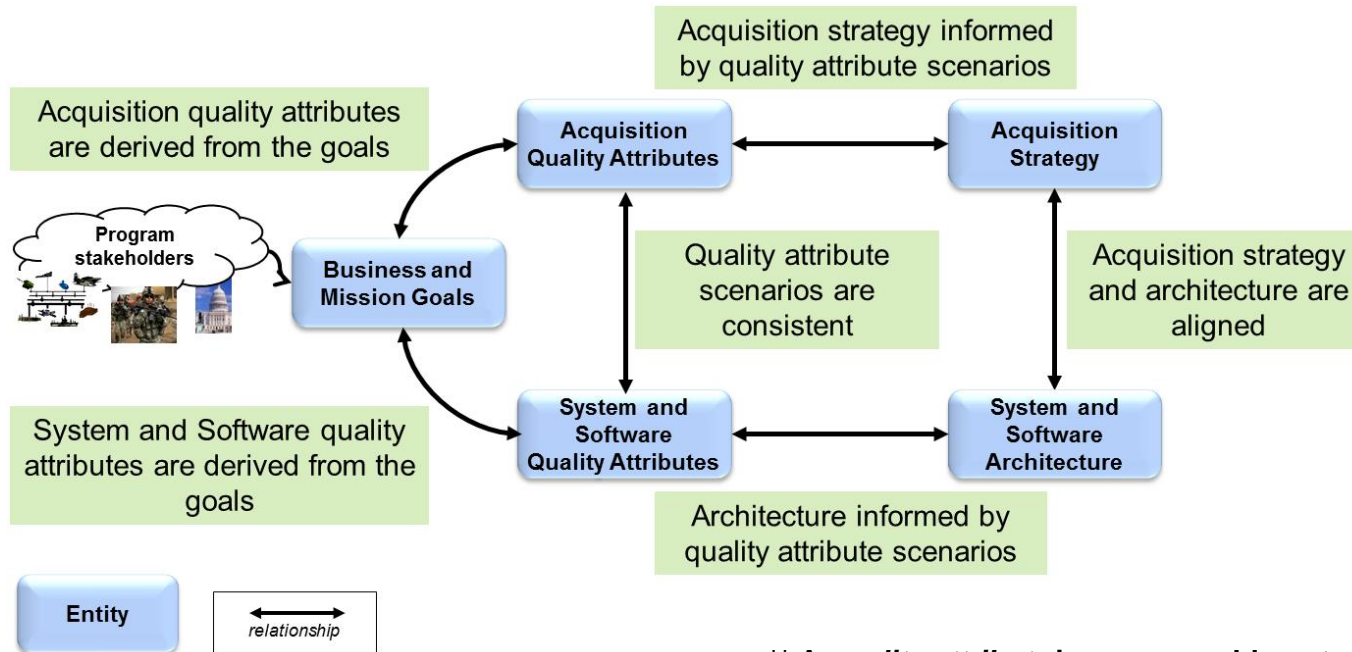 Acquisition strategy informed
by quality attribute scenarios
Acquisition quality attributes
are derived from the goals
Acquisition
Quality Attributes
Acquisition
Strategy
Program
stakeholders
Business and
Mission Goals
Quality attribute
scenarios are
consistent
Acquisition strategy
and architecture are
aligned
System and Software quality
attributes are derived from the
goals
System and
Software
Quality Attributes
System and
Software
Architecture
Architecture informed by
quality attribute scenarios
Entity
relationship